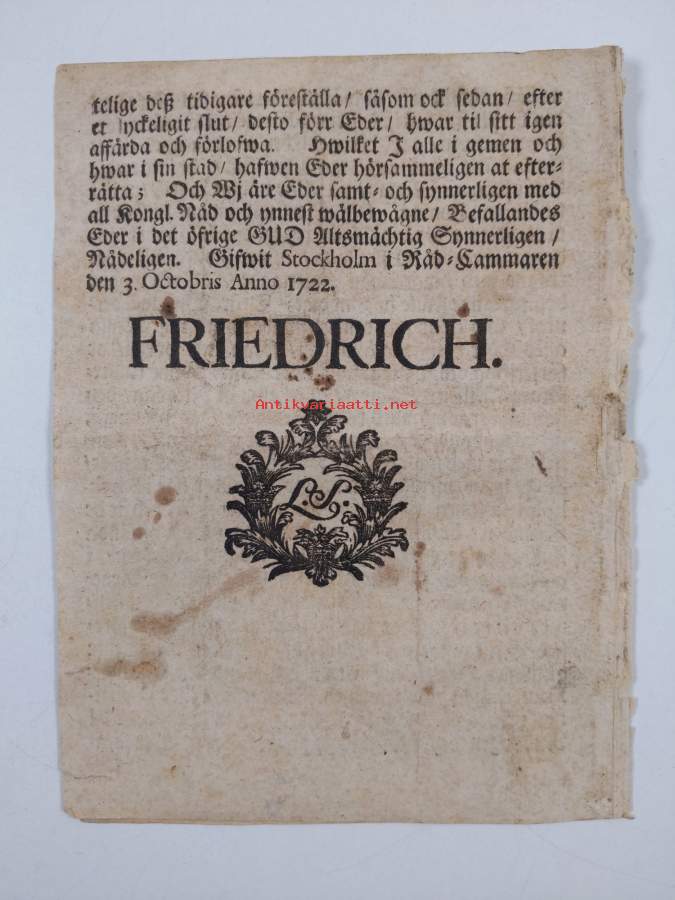 telige deß tidigare föreställa/ såsom ock sedan/ efter
et lyckeligit slut/ desto förr Eder/ hwar til sitt igen
affärda och förlofwa. Hwilket J alle i gemen och
hwar i sin stad/ hafwen Eder hörsammeligen at efter-
rätta; Och Wj äre Eder samt- och synnerligen med
all Kongl. Nåd och ynnest wälbewågne/ Befallandes
Eder i det öfrige GUD Altsmächtig Synnerligen/
Nådeligen. Gifwit Stockholm i Råd-Cammaren
den 3. Octobris Anno 1722.
FRIEDRICH.
Antikvariaatti.net
L.S.